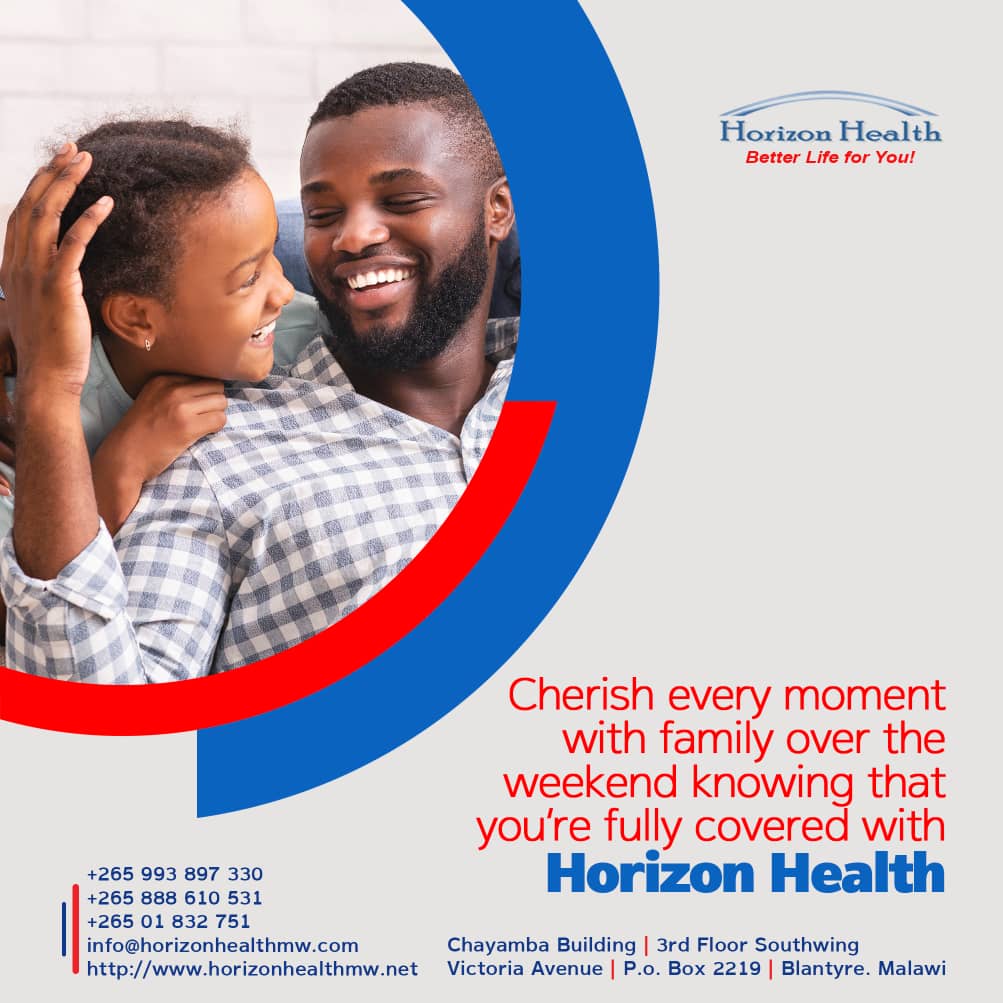 Horizon Health
Better Life for You!
Cherish every moment
with family over the
weekend knowing that
you're fully covered with
Horizon Health
+265 993 897 330
+265 888 610 531
+265 01 832 751
info@horizonhealthmw.com
http://www.horizonhealthmw.net
Chayamba Building | 3rd Floor Southwing
Victoria Avenue | P.o. Box 2219 | Blantyre. Malawi